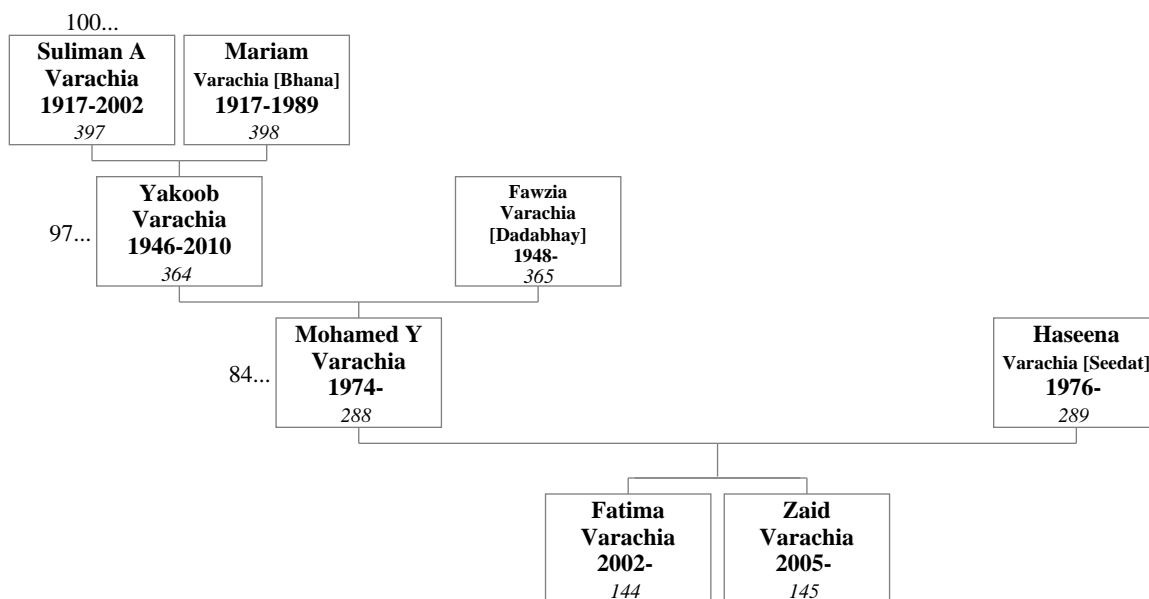 100...
Suliman A
Varachia
1917-2002
397
Mariam
Varachia [Bhana]
1917-1989
398
97...
Yakoob
Varachia
1946-2010
364
Fawzia
Varachia
[Dadabhay]
1948-
365
84...
Mohamed Y
Varachia
1974-
288
Haseena
Varachia [Seedat]
1976-
289
Fatima
Varachia
2002-
144
Zaid
Varachia
2005-
145